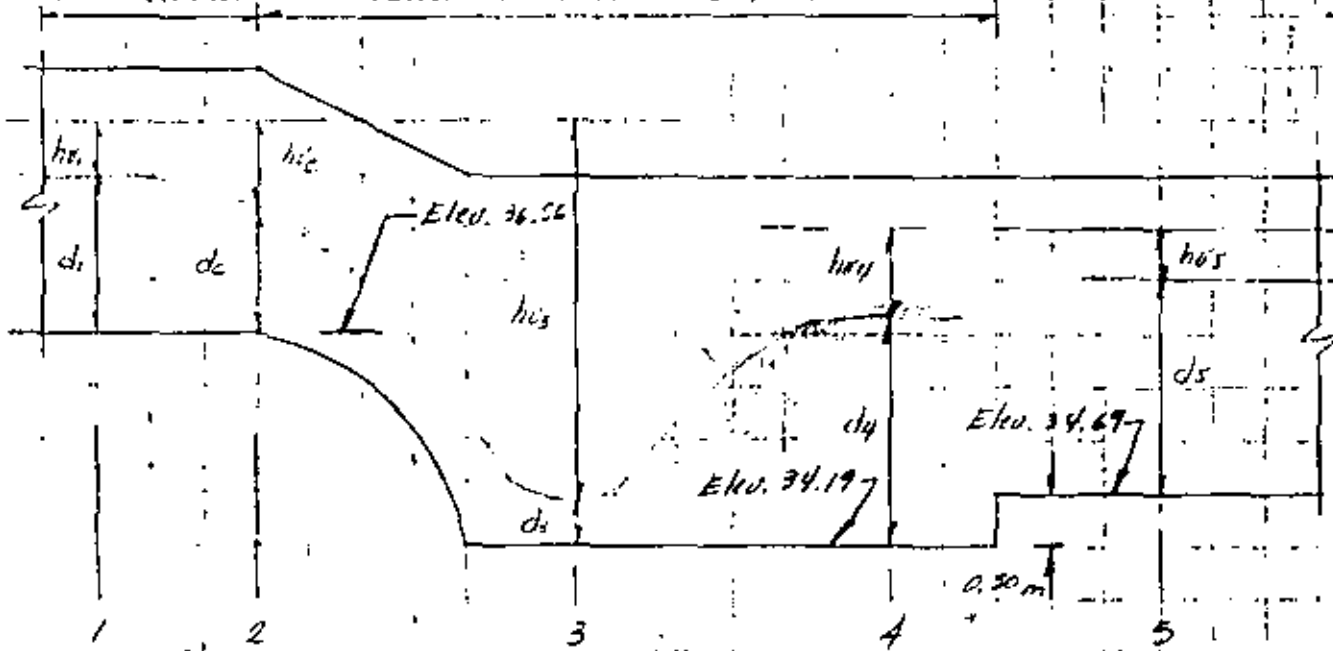 hv₁
hvc
Elev. 36.56
d₁
dc
hv₃
hv₄
hv₅
d₅
d₄
Elev. 34.69
Elev. 34.19
d₃
0.50 m
1 2 3 4 5